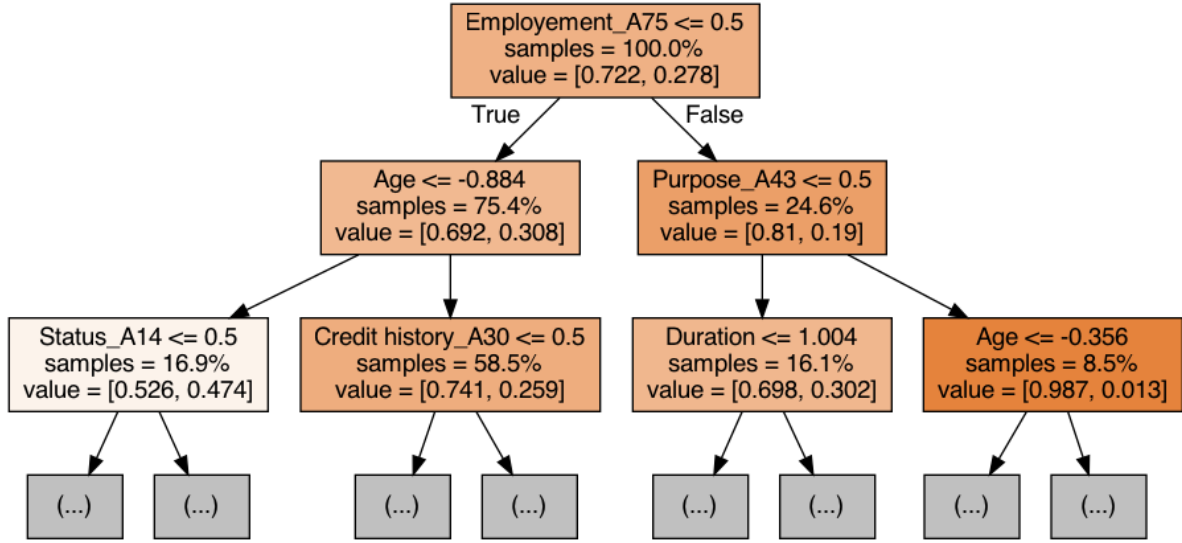 Employement_A75 <= 0.5
samples = 100.0%
value = [0.722, 0.278]
True
False
Age <= -0.884
samples = 75.4%
value = [0.692, 0.308]
Purpose_A43 <= 0.5
samples = 24.6%
value = [0.81, 0.19]
Status_A14 <= 0.5
samples = 16.9%
value = [0.526, 0.474]
Credit history_A30 <= 0.5
samples = 58.5%
value = [0.741, 0.259]
Duration <= 1.004
samples = 16.1%
value = [0.698, 0.302]
Age <= -0.356
samples = 8.5%
value = [0.987, 0.013]
(...)
(...)
(...)
(...)
(...)
(...)
(...)
(...)